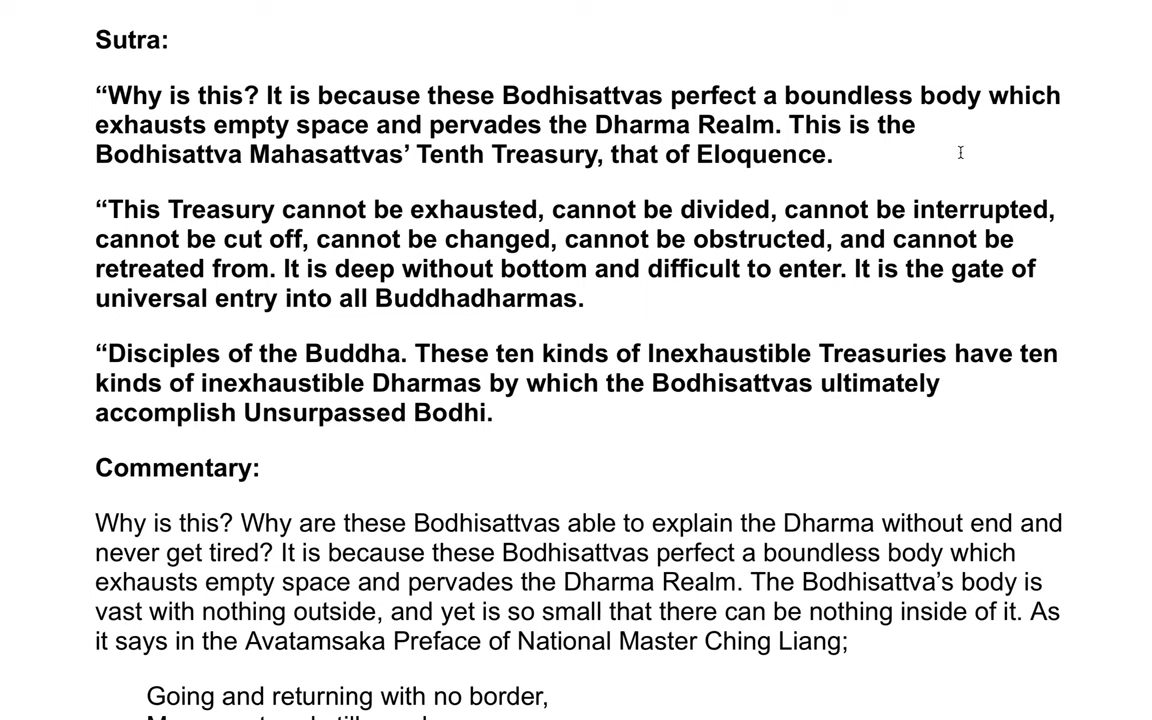 Sutra:
“Why is this? It is because these Bodhisattvas perfect a boundless body which
exhausts empty space and pervades the Dharma Realm. This is the
Bodhisattva Mahasattvas’ Tenth Treasury, that of Eloquence.
“This Treasury cannot be exhausted, cannot be divided, cannot be interrupted,
cannot be cut off, cannot be changed, cannot be obstructed, and cannot be
retreated from. It is deep without bottom and difficult to enter. It is the gate of
universal entry into all Buddhadharmas.
“Disciples of the Buddha. These ten kinds of Inexhaustible Treasuries have ten
kinds of inexhaustible Dharmas by which the Bodhisattvas ultimately
accomplish Unsurpassed Bodhi.
Commentary:
Why is this? Why are these Bodhisattvas able to explain the Dharma without end and
never get tired? It is because these Bodhisattvas perfect a boundless body which
exhausts empty space and pervades the Dharma Realm. The Bodhisattva’s body is
vast with nothing outside, and yet is so small that there can be nothing inside of it. As
it says in the Avatamsaka Preface of National Master Ching Liang;
Going and returning with no border,